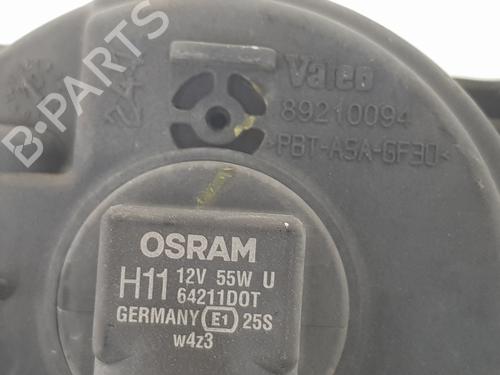 Valeo
89210094
>PBT-ASA-GF30<
OSRAM
H11 12V 55W U
64211DOT
GERMANY E1 25S
w4z3
B-PARTS